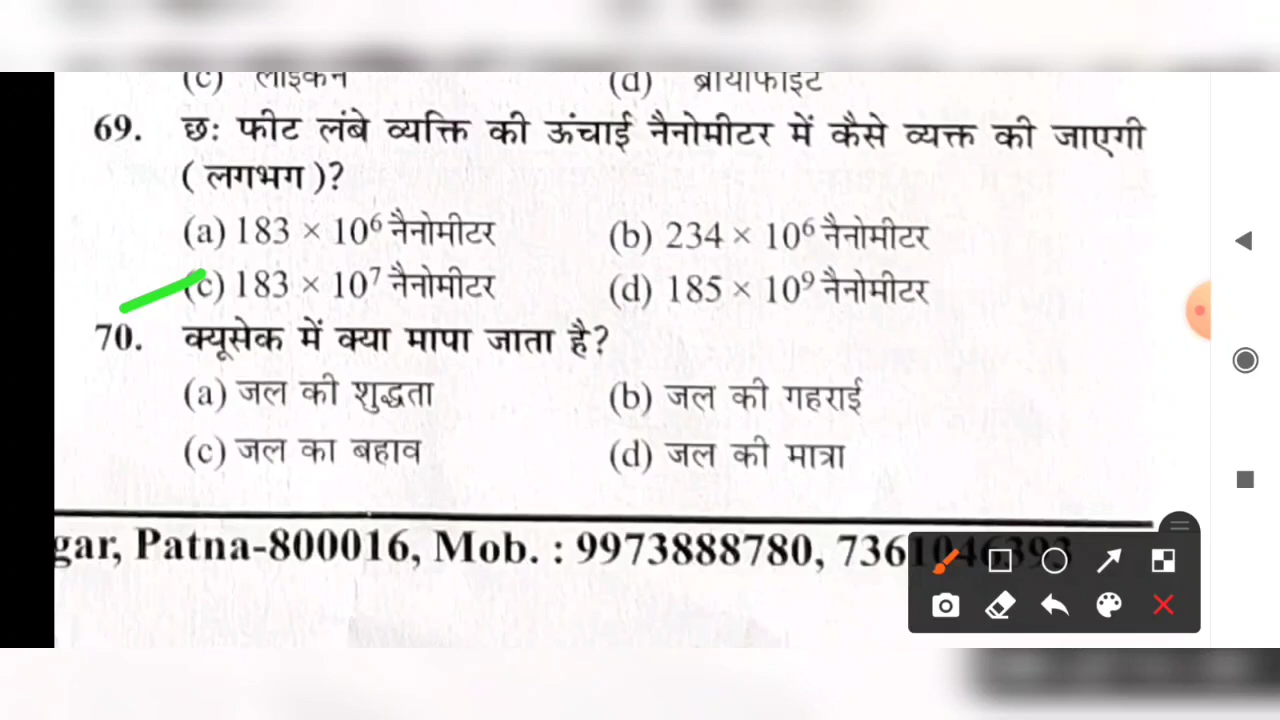 (c) लाइकेन
(d) ब्रायोफाइट
69. छः फीट लंबे व्यक्ति की ऊंचाई नैनोमीटर में कैसे व्यक्त की जाएगी
(लगभग)?
(a) 183 × 10⁶ नैनोमीटर
(b) 234 × 10⁶ नैनोमीटर
(c) 183 × 10⁷ नैनोमीटर
(d) 185 × 10⁹ नैनोमीटर
70. क्यूसेक में क्या मापा जाता है?
(a) जल की शुद्धता
(b) जल की गहराई
(c) जल का बहाव
(d) जल की मात्रा
gar, Patna-800016, Mob. : 9973888780, 7361046393